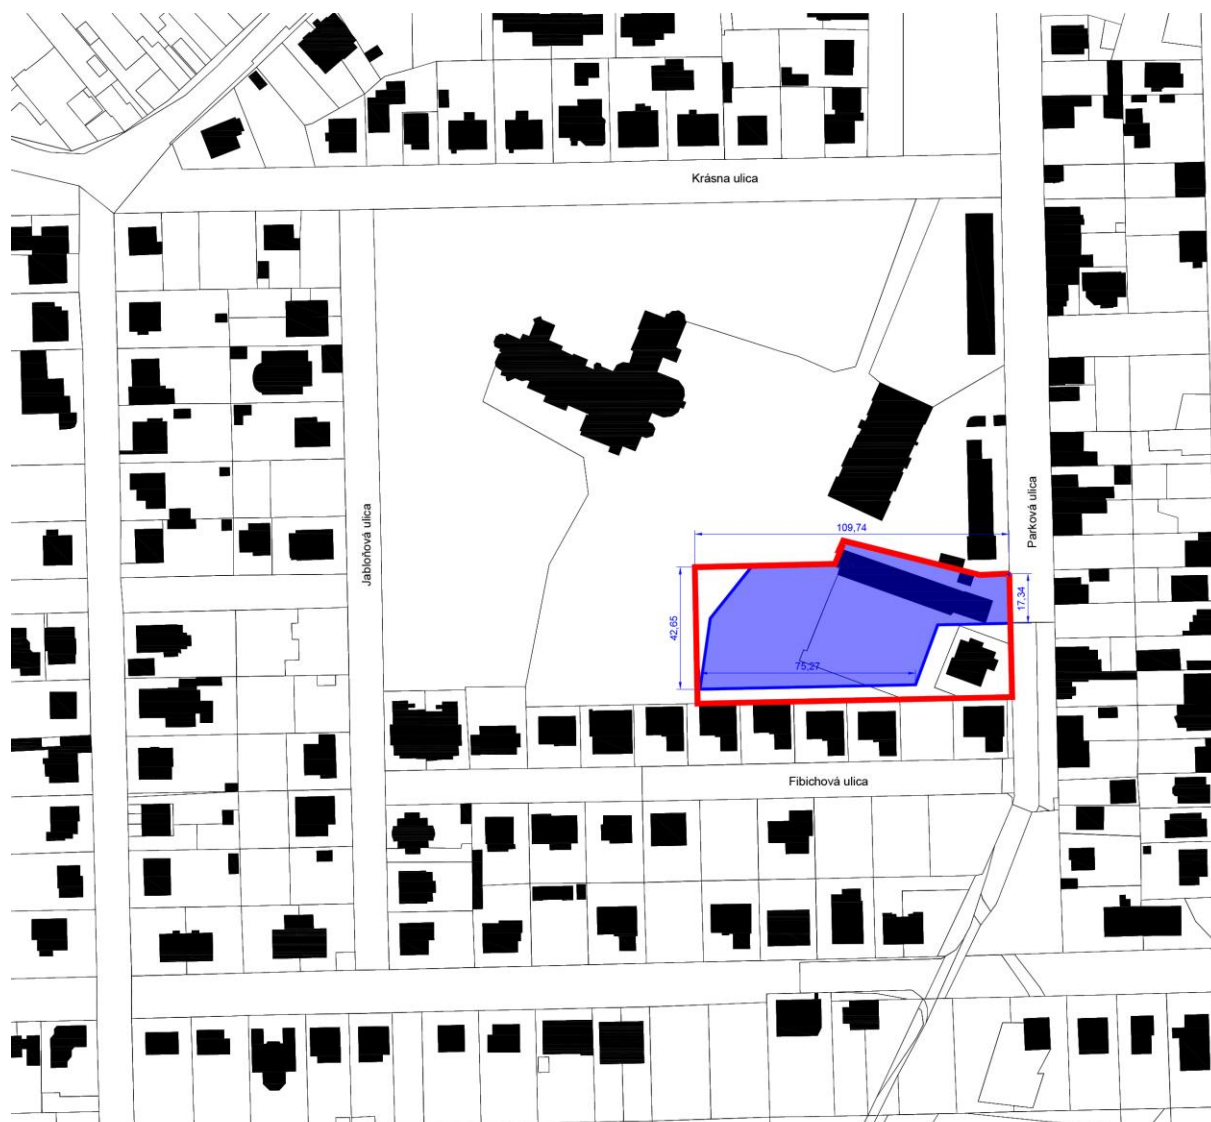 Krásna ulica
Jabloňová ulica
Parková ulica
109,74
17,34
42,65
75,27
Fibichová ulica